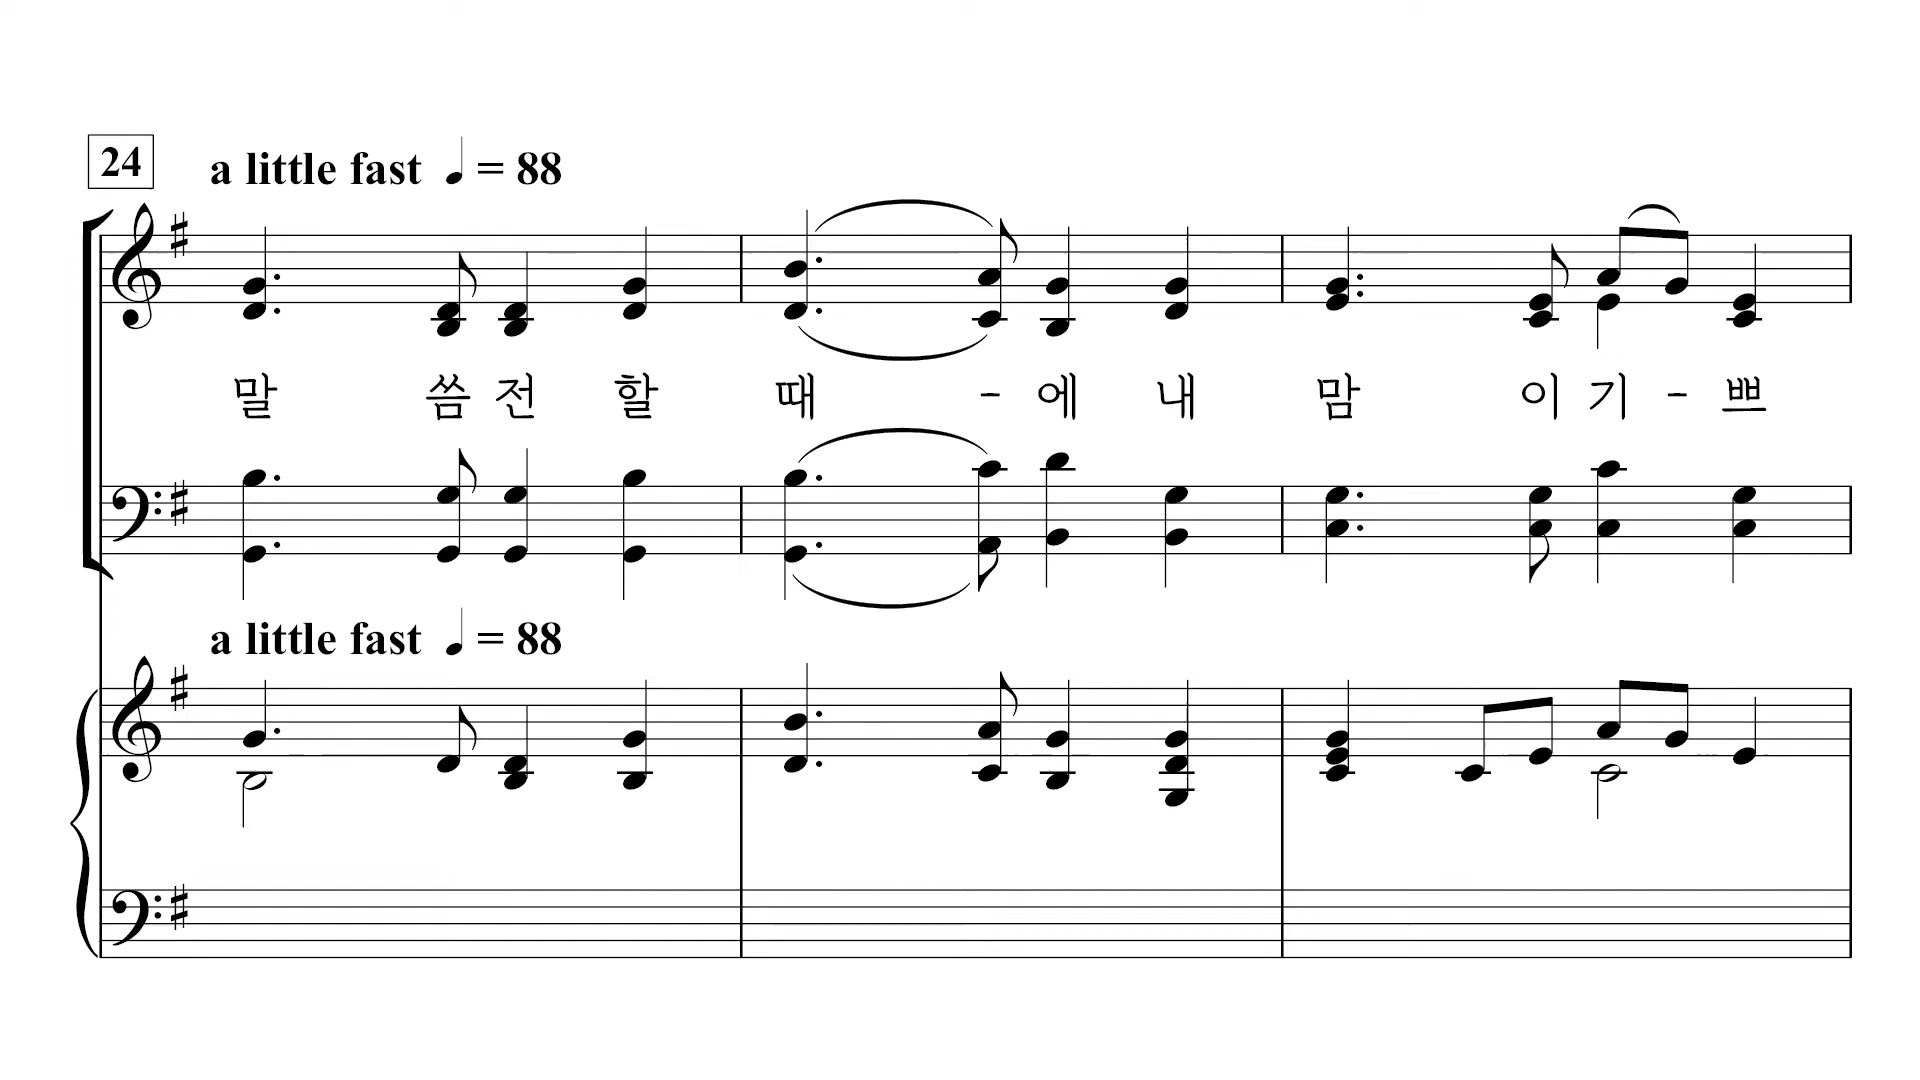 24 a little fast ♩ = 88
말 씀 전 할 때 - 에 내 맘 이 기 - 쁘
a little fast ♩ = 88